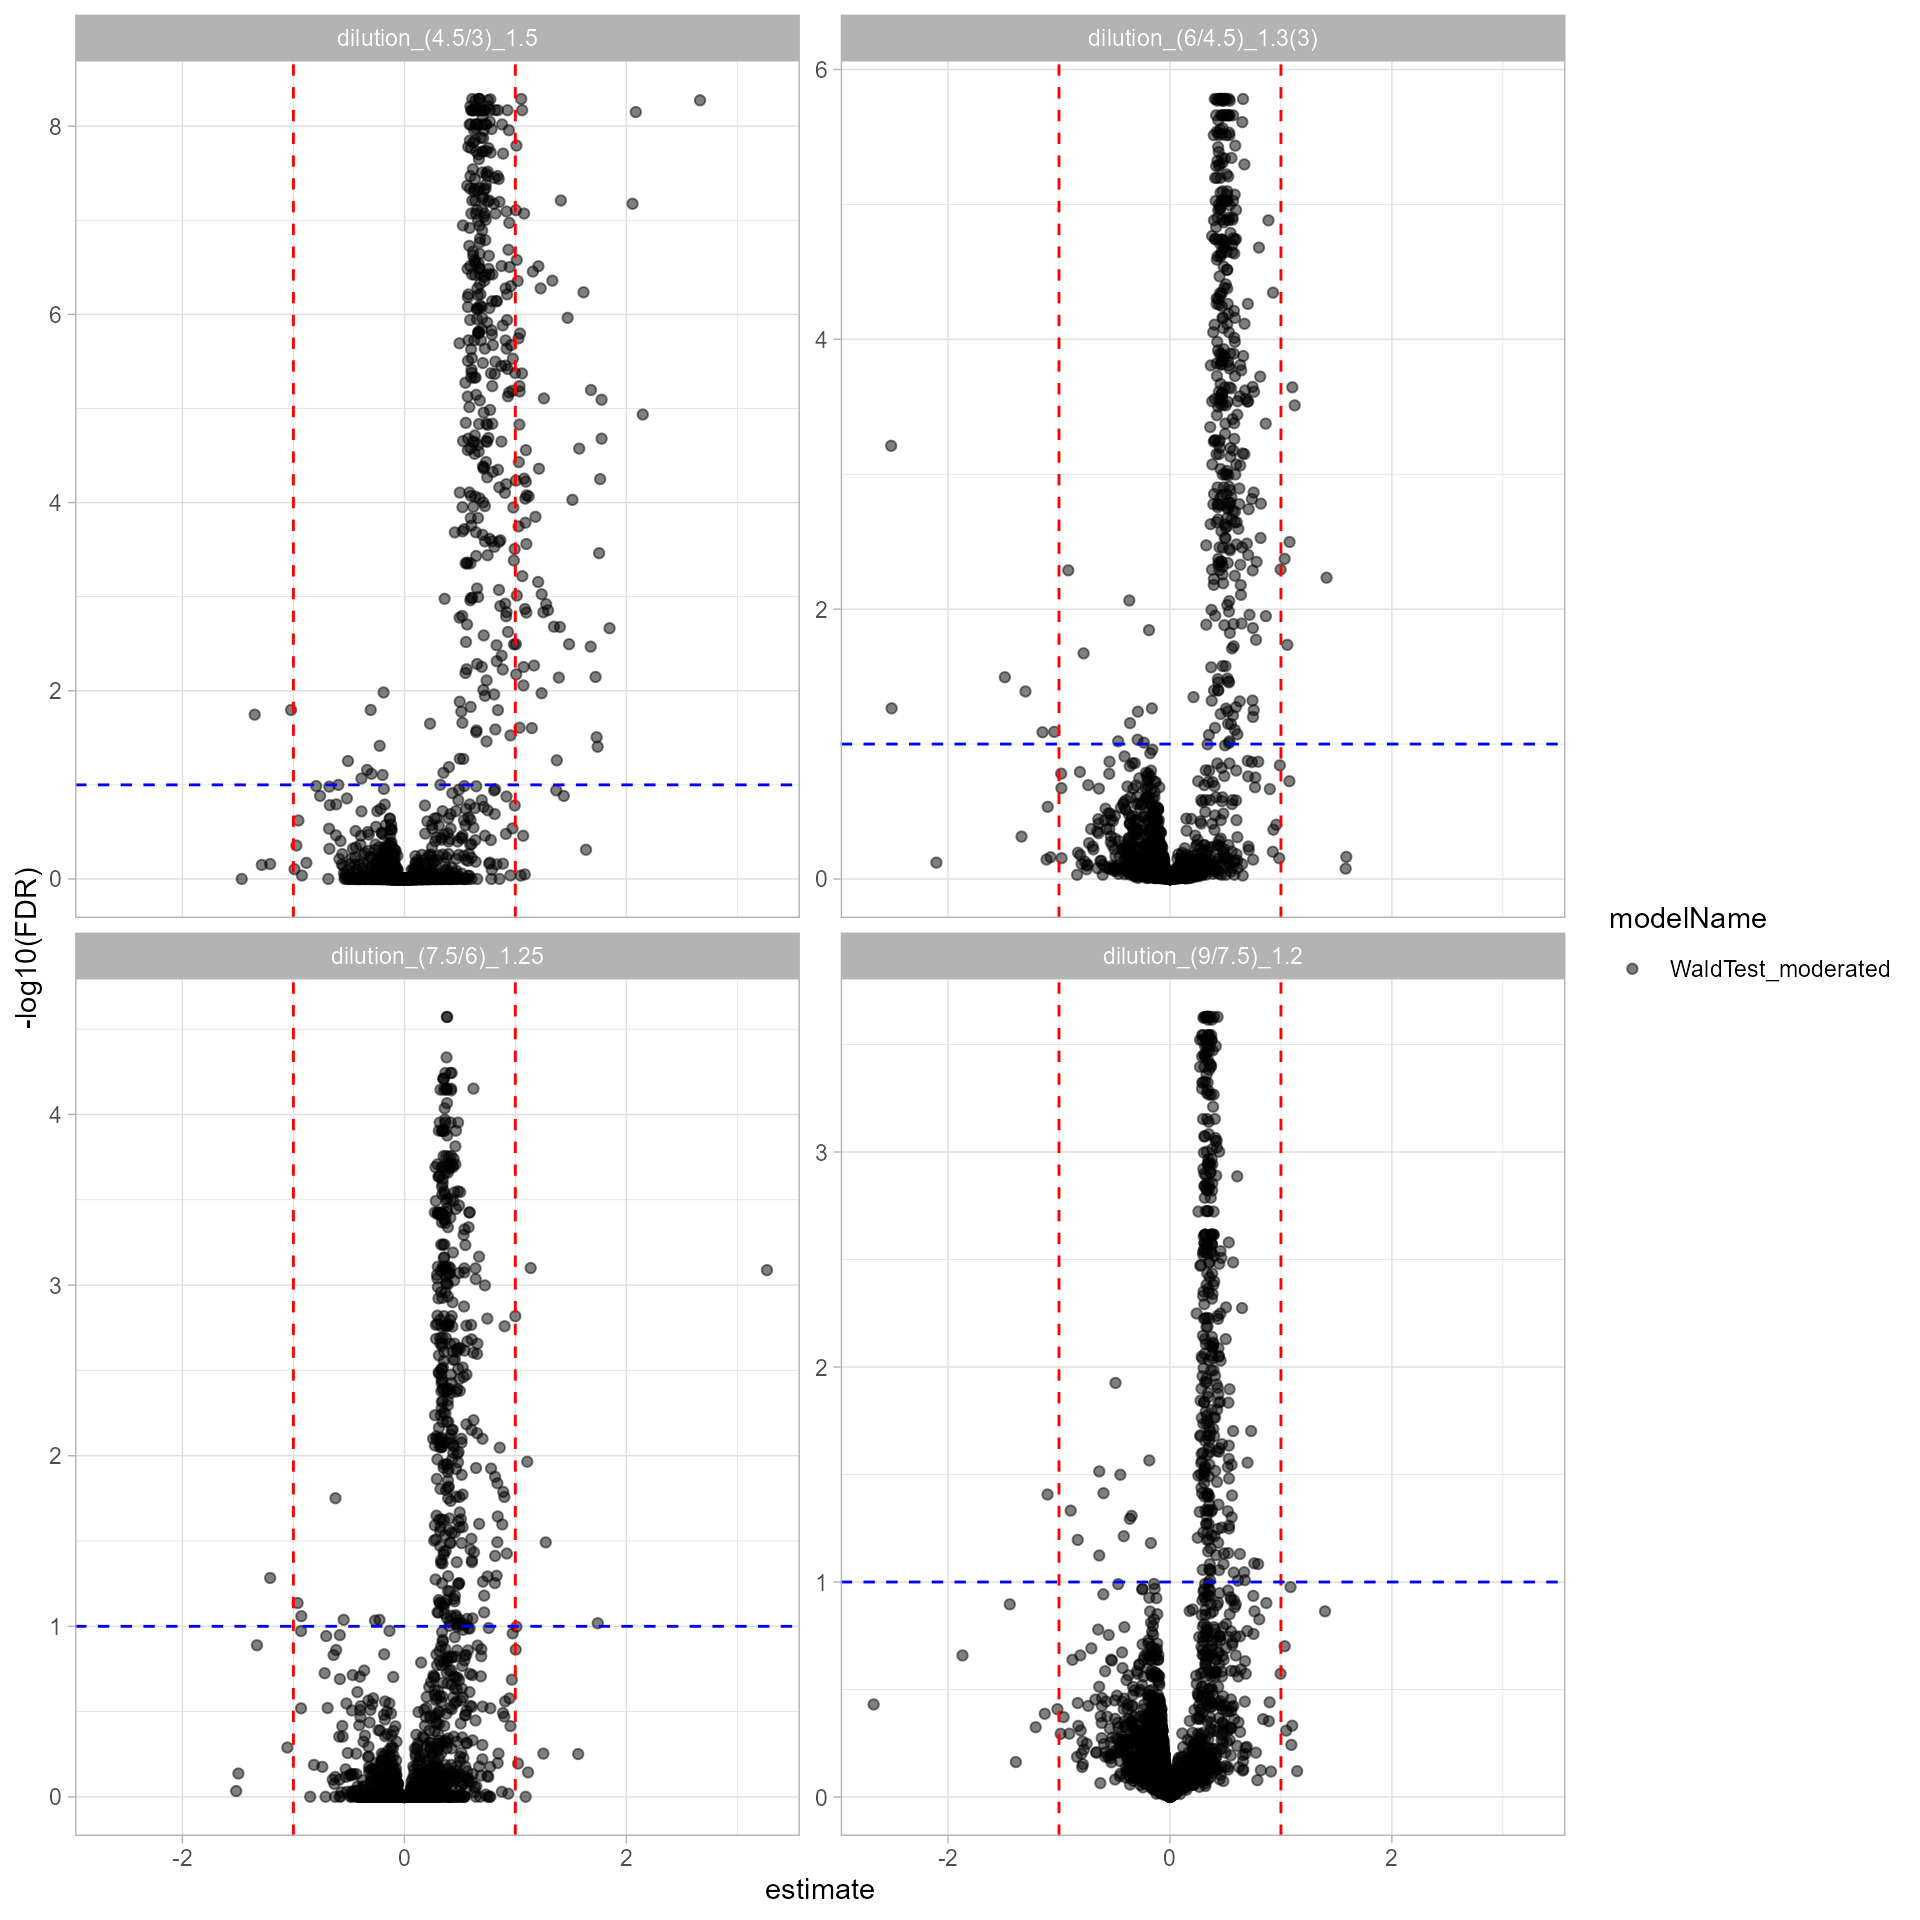 dilution_(4.5/3)_1.5
dilution_(6/4.5)_1.3(3)
8
6
4
2
0
6
4
2
0
dilution_(7.5/6)_1.25
dilution_(9/7.5)_1.2
4
3
2
1
0
3
2
1
0
-2 0 2
-2 0 2
estimate
-log10(FDR)
modelName
WaldTest_moderated